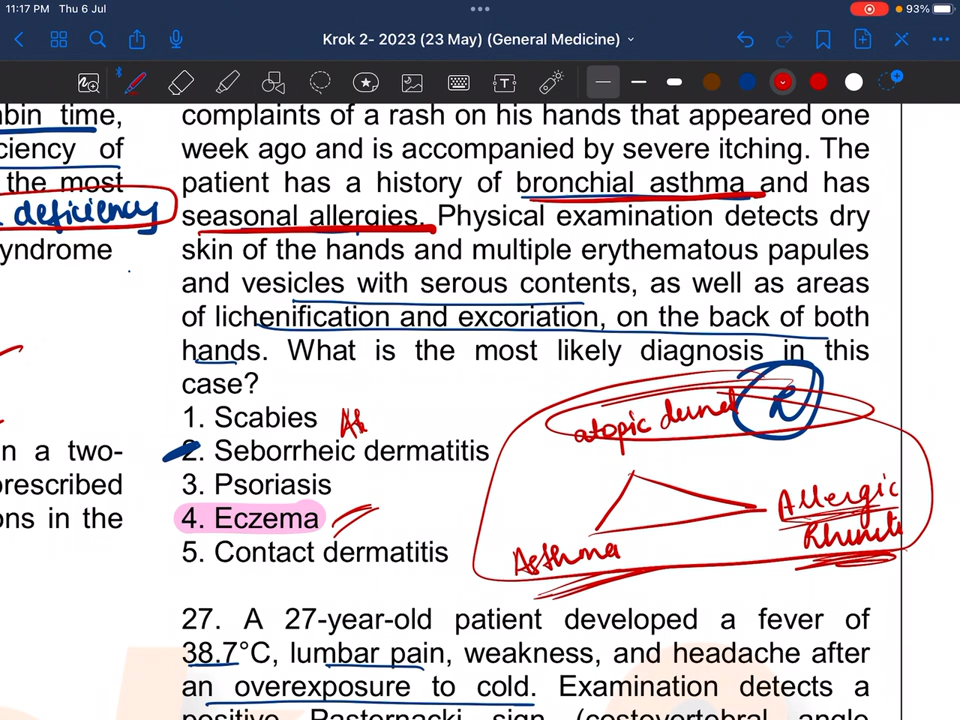 11:17 PM Thu 6 Jul
93%
Krok 2- 2023 (23 May) (General Medicine)
T
bin time,
ciency of
the most
deficiency
yndrome
n a two-
rescribed
ons in the
complaints of a rash on his hands that appeared one
week ago and is accompanied by severe itching. The
patient has a history of bronchial asthma and has
seasonal allergies. Physical examination detects dry
skin of the hands and multiple erythematous papules
and vesicles with serous contents, as well as areas
of lichenification and excoriation, on the back of both
hands. What is the most likely diagnosis in this
case?
1. Scabies
2. Seborrheic dermatitis
3. Psoriasis
4. Eczema
5. Contact dermatitis
atopic
Asthma
Allergic
27. A 27-year-old patient developed a fever of
38.7°C, lumbar pain, weakness, and headache after
an overexposure to cold. Examination detects a
positive Pasternacki sign (costovertebral angle